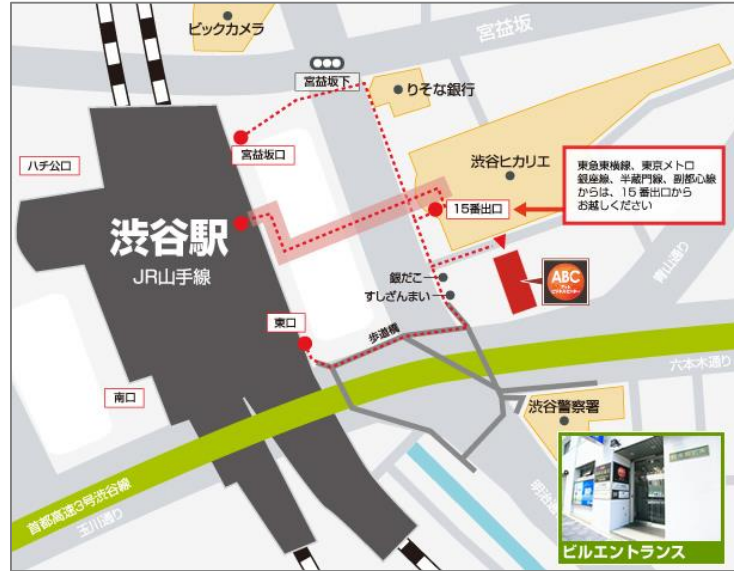 ビックカメラ
宮益坂
宮益坂下
りそな銀行
宮益坂口
ハチ公口
渋谷ヒカリエ
東急東横線、東京メトロ
銀座線、半蔵門線、副都心線
からは、15番出口から
お越しください
15番出口
渋谷駅
JR山手線
銀だこ
すしざんまい
ABC
青山通り
東口
歩道橋
六本木通り
南口
渋谷警察署
首都高速3号渋谷線
玉川通り
明治通
ビルエントランス